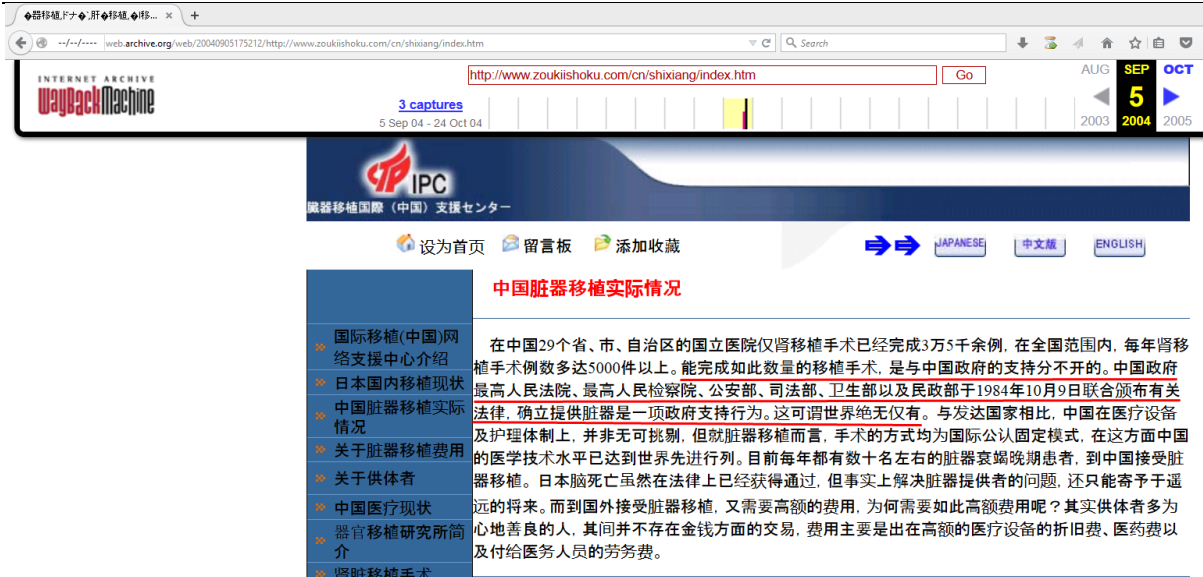 �器移植,ドナ�`,肝�移植,�l移...
web.archive.org/web/20040905175212/http://www.zoukiishoku.com/cn/shixiang/index.htm
Search
INTERNET ARCHIVE
WayBackMachine
http://www.zoukiishoku.com/cn/shixiang/index.htm Go
3 captures
5 Sep 04 - 24 Oct 04
AUG SEP OCT
5
2003 2004 2005
IPC
臓器移植国際（中国）支援センター
设为首页 留言板 添加收藏
JAPANESE 中文版 ENGLISH
中国脏器移植实际情况
国际移植(中国)网
络支援中心介绍
日本国内移植现状
中国脏器移植实际
情况
关于脏器移植费用
关于供体者
中国医疗现状
器官移植研究所简
介
肾脏移植手术
在中国29个省、市、自治区的国立医院仅肾移植手术已经完成3万5千余例, 在全国范围内, 每年肾移
植手术例数多达5000件以上。能完成如此数量的移植手术, 是与中国政府的支持分不开的。中国政府
最高人民法院、最高人民检察院、公安部、司法部、卫生部以及民政部于1984年10月9日联合颁布有关
法律, 确立提供脏器是一项政府支持行为。这可谓世界绝无仅有。与发达国家相比, 中国在医疗设备
及护理体制上, 并非无可挑剔, 但就脏器移植而言, 手术的方式均为国际公认固定模式, 在这方面中国
的医学技术水平已达到世界先进行列。目前每年都有数十名左右的脏器衰竭晚期患者, 到中国接受脏
器移植。日本脑死亡虽然在法律上已经获得通过, 但事实上解决脏器提供者的问题, 还只能寄予于遥
远的将来。而到国外接受脏器移植, 又需要高额的费用, 为何需要如此高额费用呢？其实供体者多为
心地善良的人, 其间并不存在金钱方面的交易, 费用主要是出在高额的医疗设备的折旧费、医药费以
及付给医务人员的劳务费。